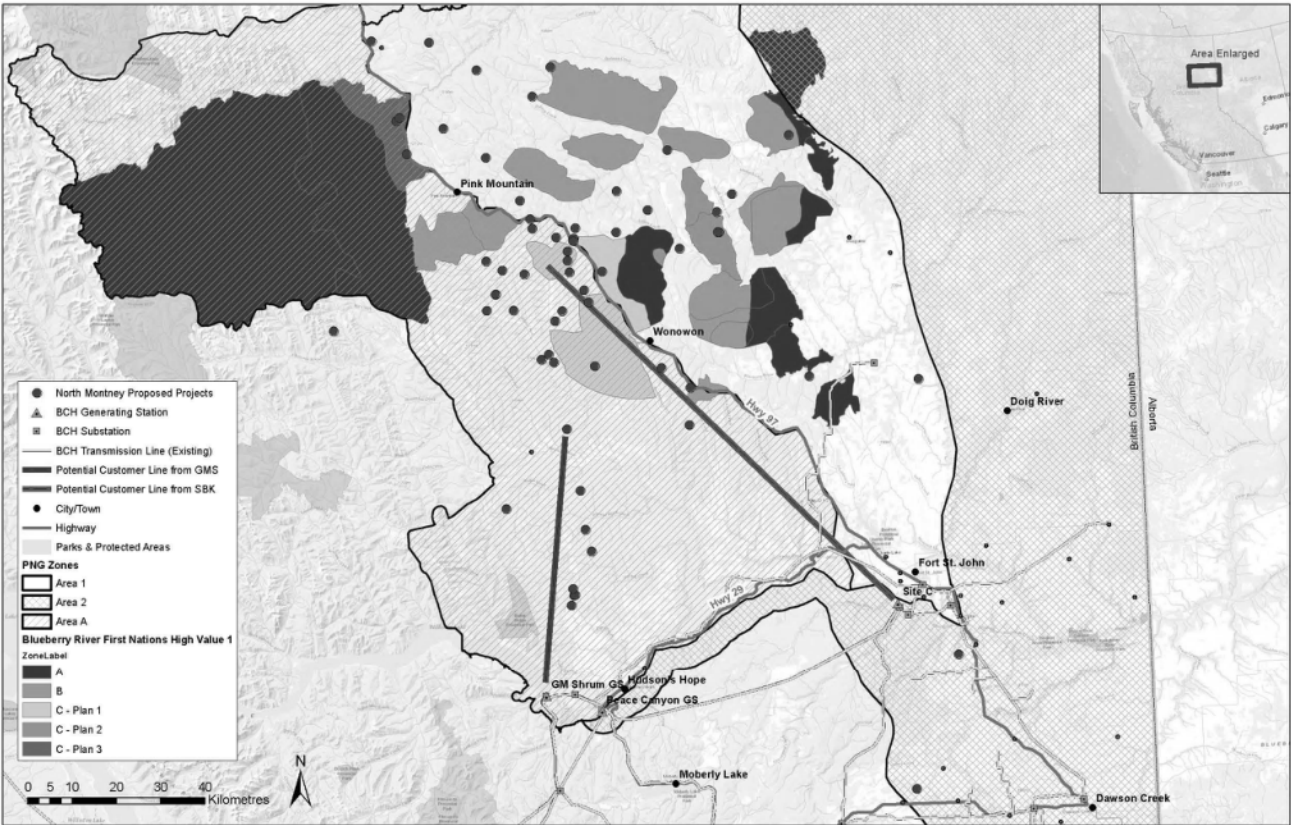 Area Enlarged
Alberta
Edmonton
Calgary
Vancouver
Seattle
Washington
Pink Mountain
Wonowon
Hwy 97
Doig River
British Columbia
Alberta
Fort St. John
Site C
Hwy 29
GM Shrum GS
Hudson's Hope
Peace Canyon GS
Moberly Lake
Dawson Creek
North Montney Proposed Projects
BCH Generating Station
BCH Substation
BCH Transmission Line (Existing)
Potential Customer Line from GMS
Potential Customer Line from SBK
City/Town
Highway
Parks & Protected Areas
PNG Zones
Area 1
Area 2
Area A
Blueberry River First Nations High Value 1
ZoneLabel
A
B
C - Plan 1
C - Plan 2
C - Plan 3
N
0 5 10 20 30 40
Kilometres